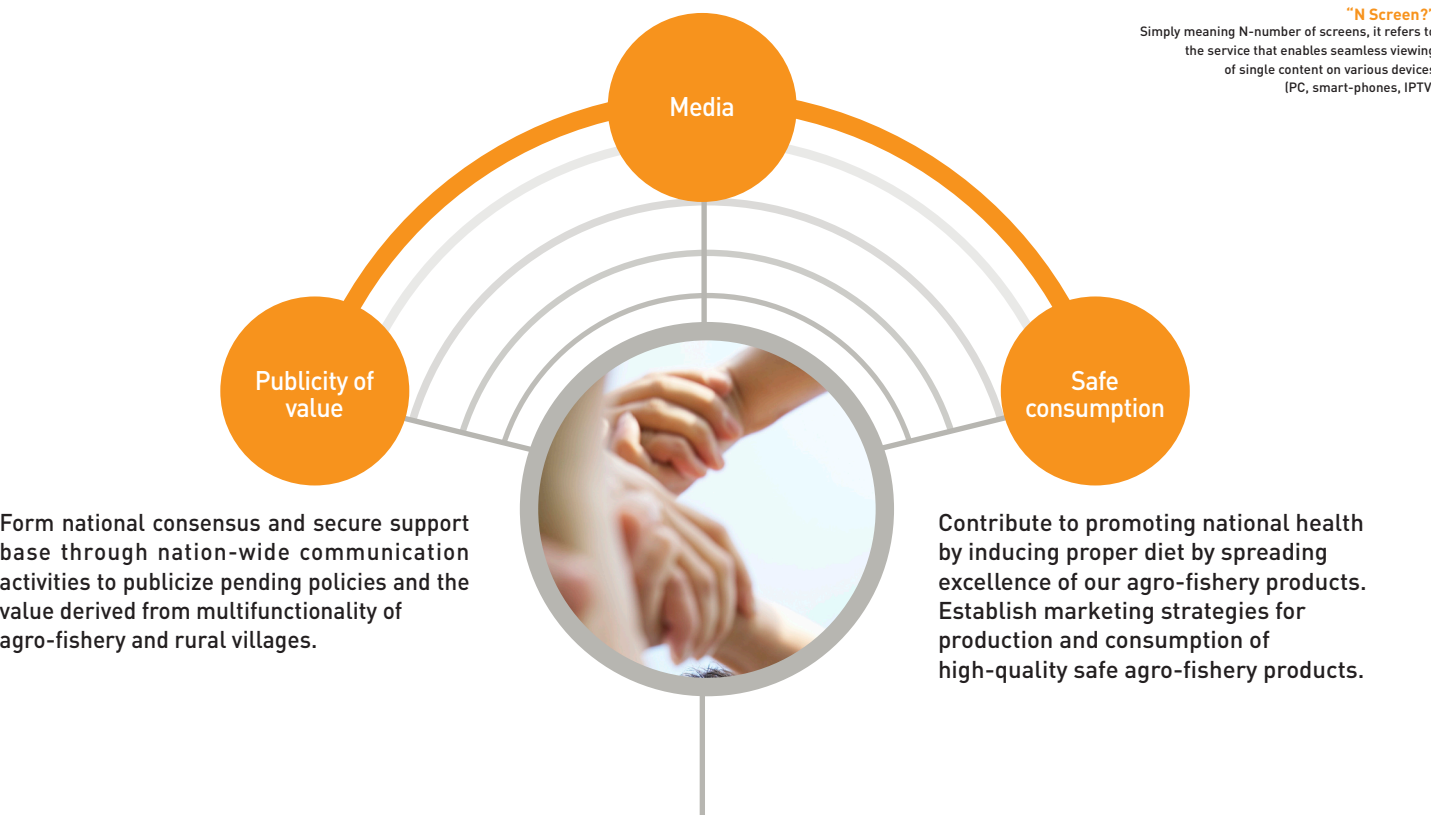 “N Screen?”
Simply meaning N-number of screens, it refers to
the service that enables seamless viewing
of single content on various devices
(PC, smart-phones, IPTV
Media
Publicity of
value
Safe
consumption
Form national consensus and secure support
base through nation-wide communication
activities to publicize pending policies and the
value derived from multifunctionality of
agro-fishery and rural villages.
Contribute to promoting national health
by inducing proper diet by spreading
excellence of our agro-fishery products.
Establish marketing strategies for
production and consumption of
high-quality safe agro-fishery products.